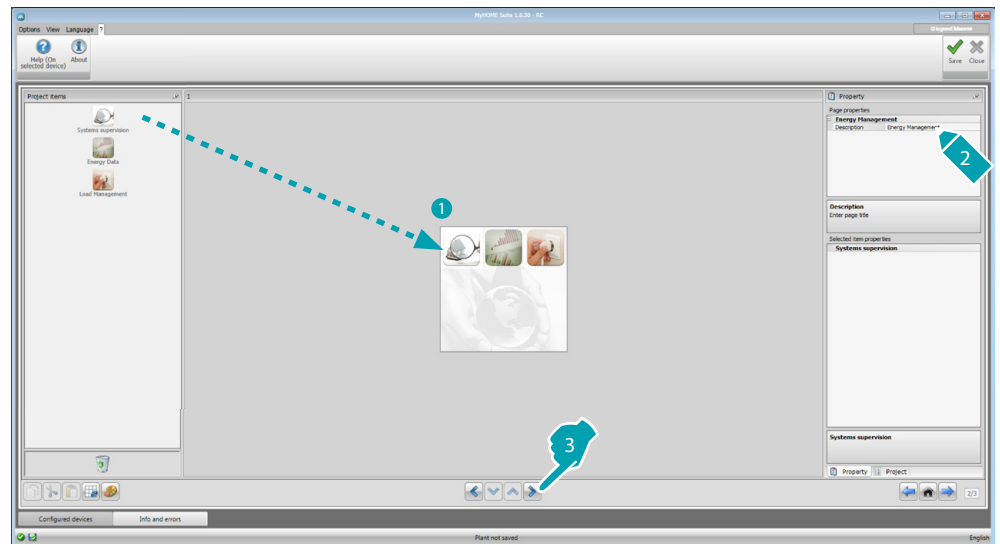 MyHOME Suite 1.0.30 - RC
Options View Language ?
Help (On
selected device)
About
Save Close
Project items
Systems supervision
Energy Data
Load Management
1
1
Property
Page properties
Energy Management
Description Energy Management
2
Description
Enter page title
Selected item properties
Systems supervision
3
Systems supervision
Property Project
2/3
Configured devices Info and errors
Plant not saved English